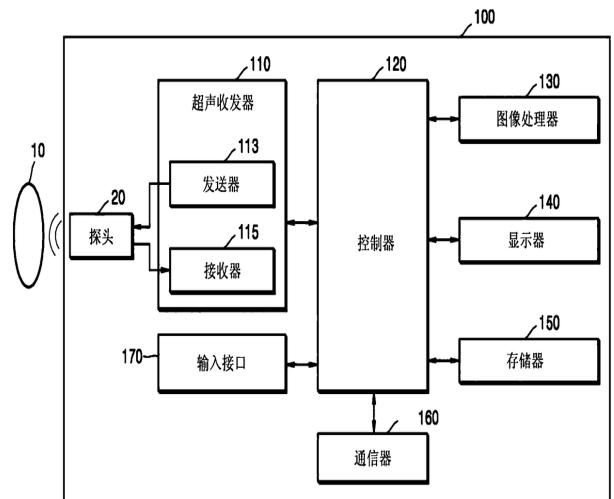 100
110
120
130
超声收发器
图像处理器
10
113
20
发送器
140
探头
115
控制器
显示器
接收器
150
170
输入接口
存储器
160
通信器